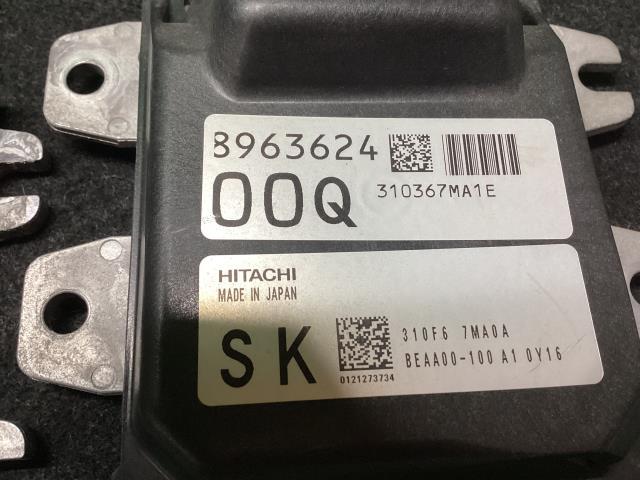 8963624
00Q
310367MA1E
HITACHI
MADE IN JAPAN
SK
0121273734
310F6 7MA0A
BEAA00-100 A1 0Y16